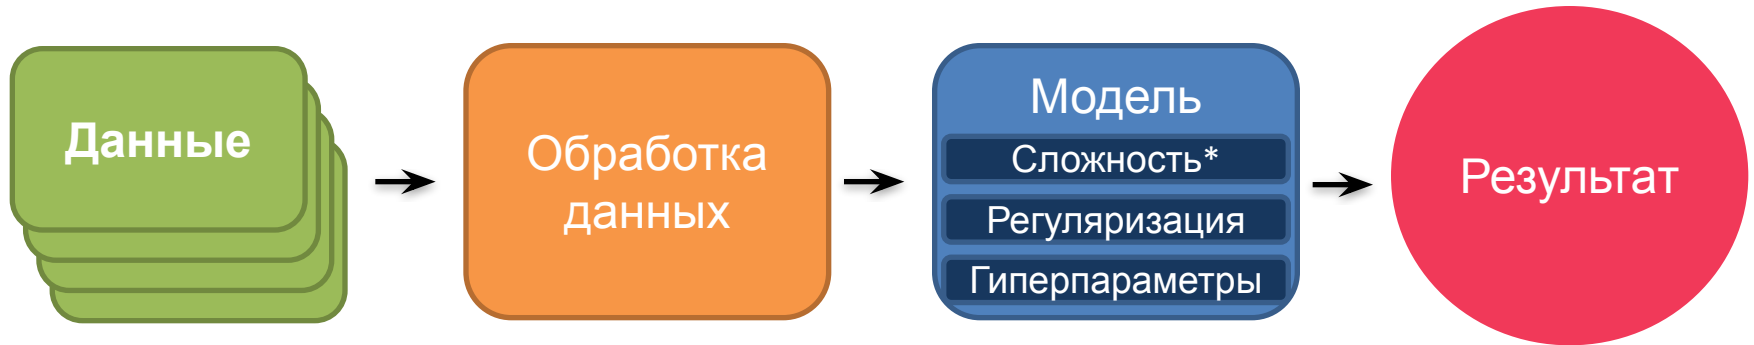 Данные
Обработка
данных
Модель
Сложность*
Регуляризация
Гиперпараметры
Результат